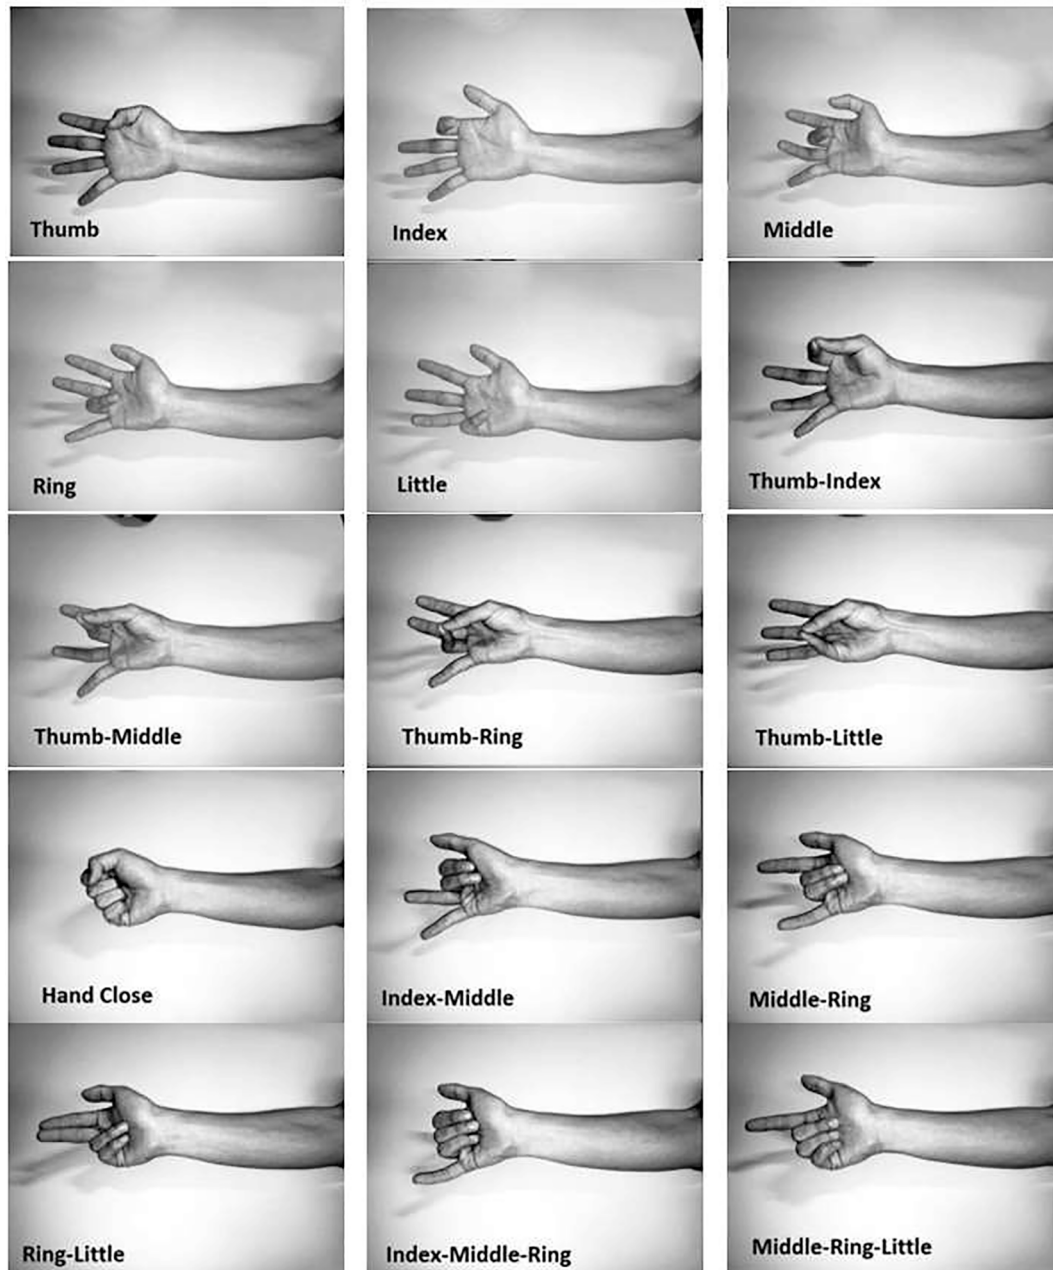 Thumb
Index
Middle
Ring
Little
Thumb-Index
Thumb-Middle
Thumb-Ring
Thumb-Little
Hand Close
Index-Middle
Middle-Ring
Ring-Little
Index-Middle-Ring
Middle-Ring-Little